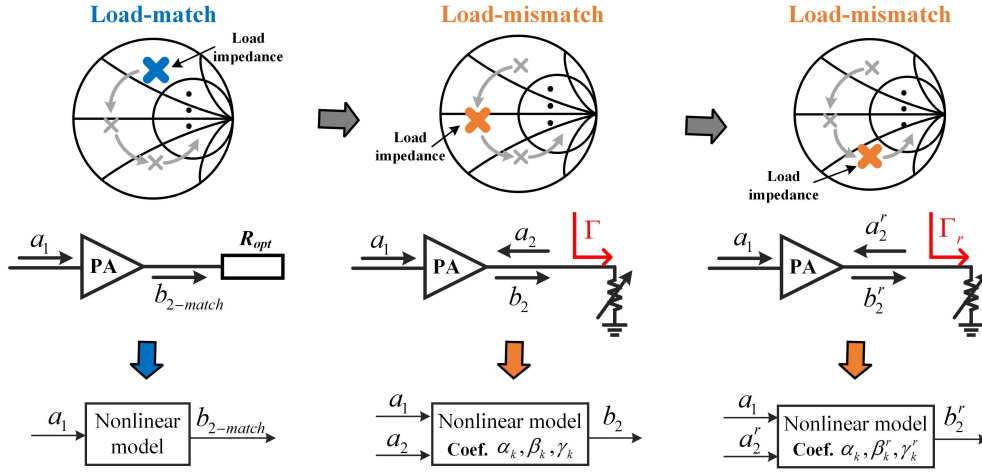 Load-match
Load-mismatch
Load-mismatch
Load
impedance
Load
impedance
Load
impedance
a₁
PA
R_opt
b₂₋match
a₁
PA
a₂
b₂
Γ
a₁
PA
a₂ʳ
b₂ʳ
Γᵣ
a₁
Nonlinear
model
b₂₋match
a₁
a₂
Nonlinear model
Coef. αₖ, βₖ, γₖ
b₂
a₁
a₂ʳ
Nonlinear model
Coef. αₖ, βₖʳ, γₖʳ
b₂ʳ